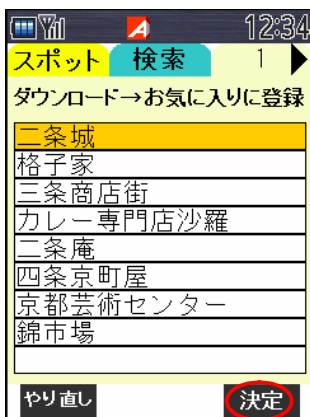 12:34
スポット 検索 1
ダウンロード→お気に入りに登録
二条城
格子家
三条商店街
カレー専門店沙羅
二条庵
四条京町屋
京都芸術センター
錦市場
やり直し 決定